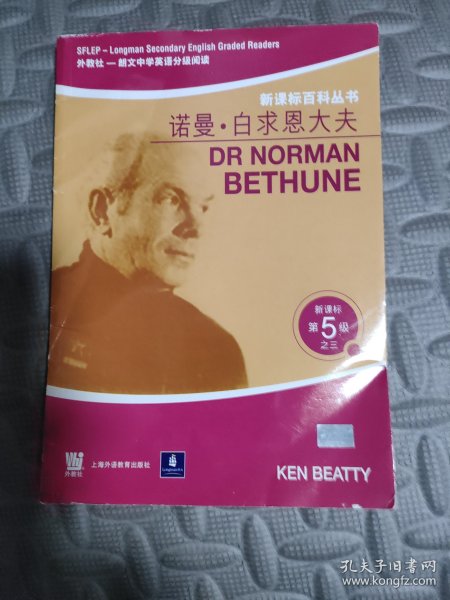 SFLEP – Longman Secondary English Graded Readers
外教社 — 朗文中学英语分级阅读
新课标百科丛书
诺曼·白求恩大夫
DR NORMAN
BETHUNE
新课标
第5级
之三
外教社
上海外语教育出版社
Longman
KEN BEATTY
孔夫子旧书网
www.kongfz.com